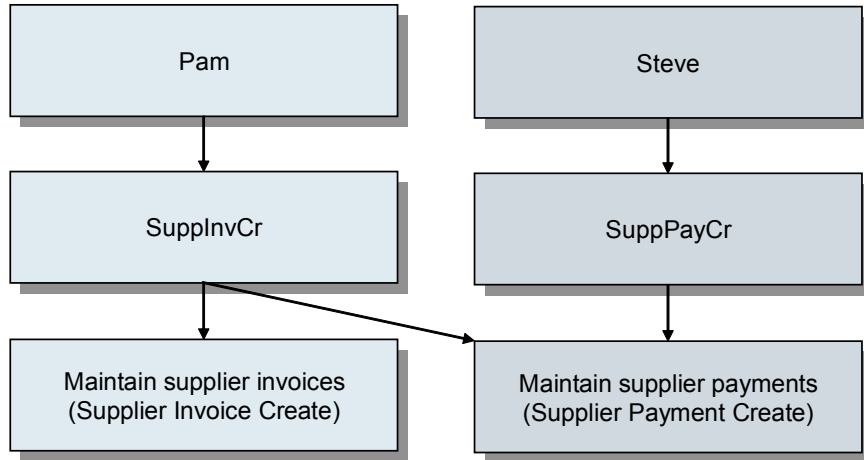 Pam
Steve
SuppInvCr
SuppPayCr
Maintain supplier invoices
(Supplier Invoice Create)
Maintain supplier payments
(Supplier Payment Create)